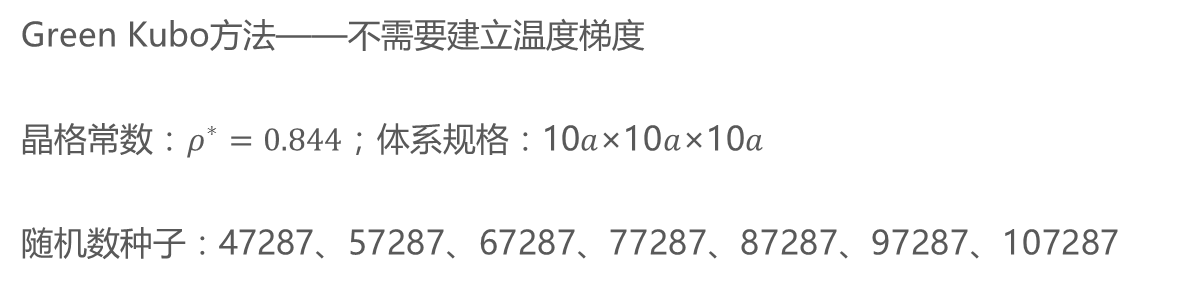 Green Kubo方法——不需要建立温度梯度
晶格常数：𝜌* = 0.844；体系规格：10𝑎×10𝑎×10𝑎
随机数种子：47287、57287、67287、77287、87287、97287、107287